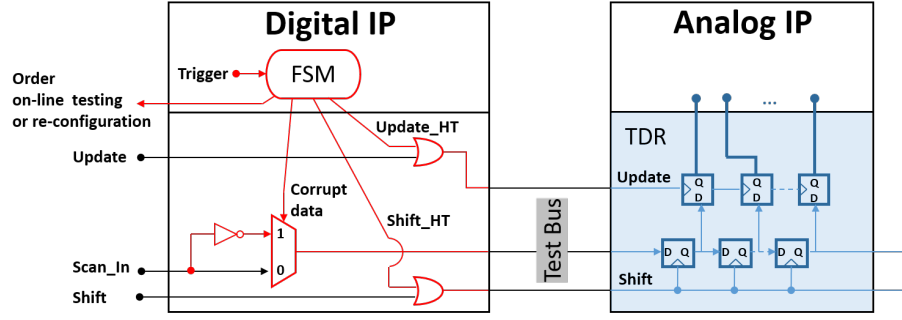 Digital IP
Analog IP
Trigger
FSM
Order
on-line testing
or re-configuration
Update_HT
Update
Corrupt
data
Shift_HT
1
0
Scan_In
Shift
Test Bus
TDR
...
Update
Q
D
Q
D
Q
D
D Q
D Q
D Q
Shift